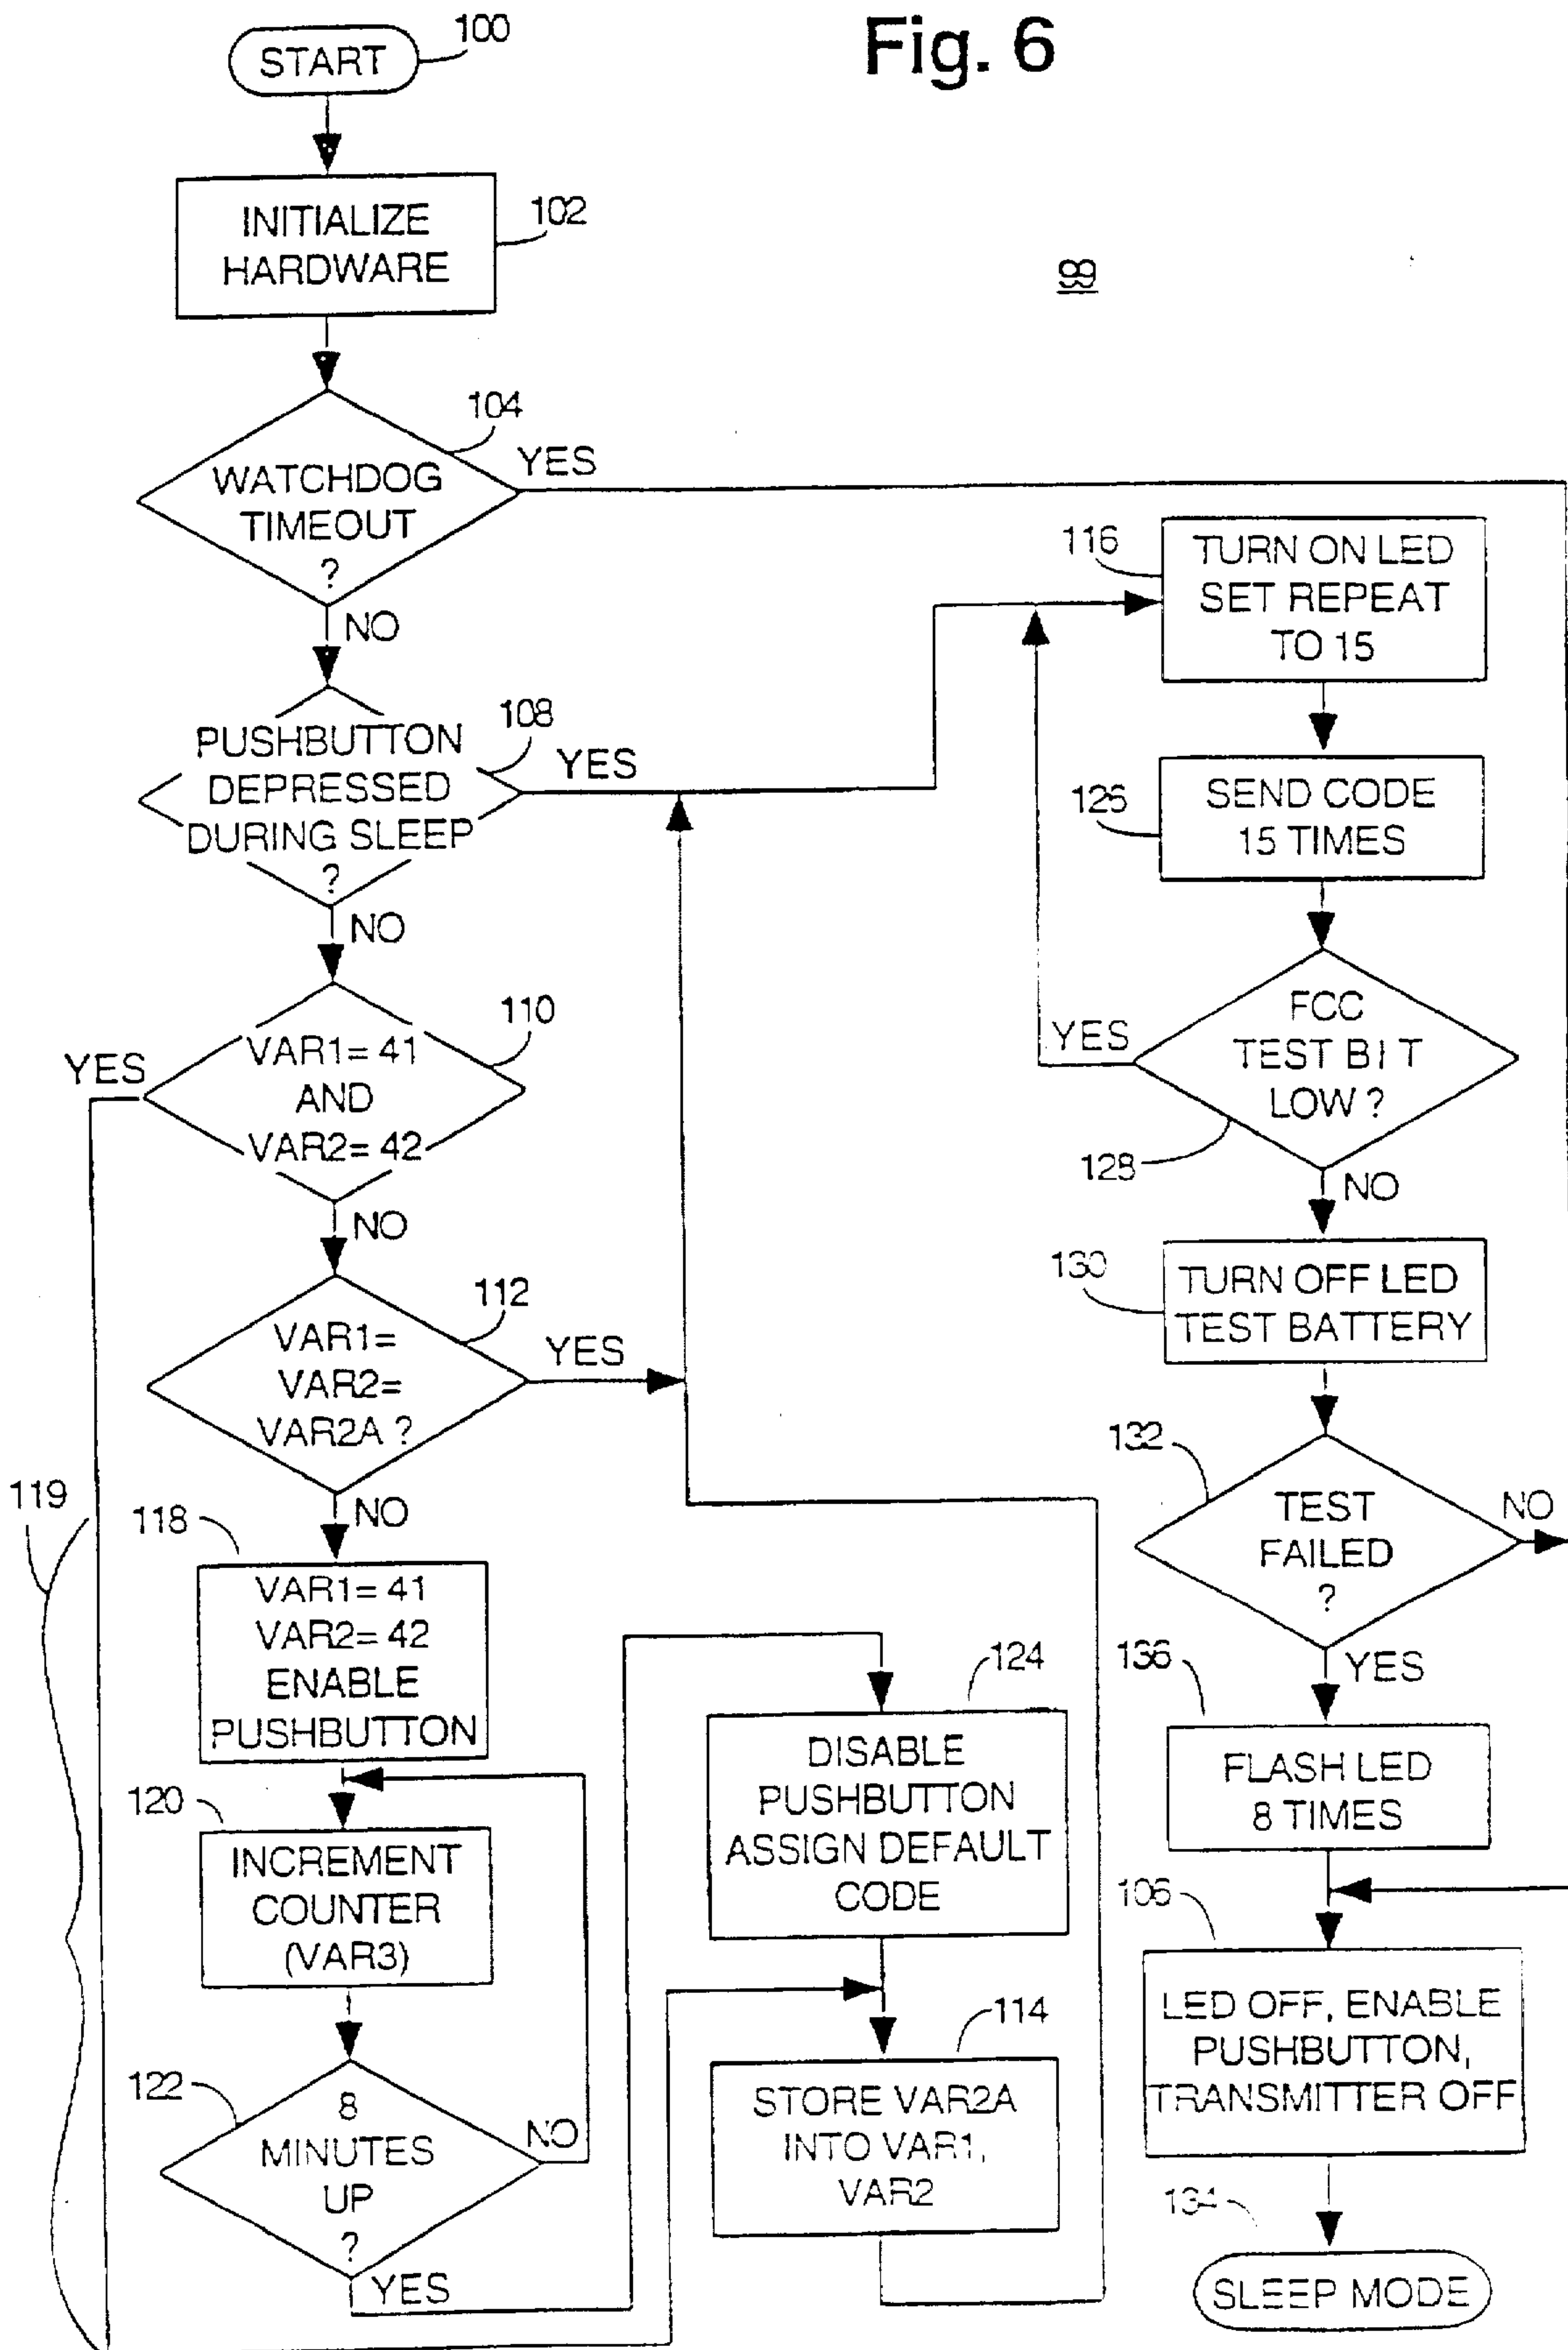 Fig. 6
START
100
INITIALIZE
HARDWARE
102
99
104
WATCHDOG
TIMEOUT
?
YES
NO
PUSHBUTTON
DEPRESSED
DURING SLEEP
?
108
YES
NO
110
VAR1= 41
AND
VAR2= 42
YES
NO
112
VAR1=
VAR2=
VAR2A ?
YES
NO
119
118
VAR1= 41
VAR2= 42
ENABLE
PUSHBUTTON
120
INCREMENT
COUNTER
(VAR3)
122
8
MINUTES
UP
?
NO
YES
124
DISABLE
PUSHBUTTON
ASSIGN DEFAULT
CODE
114
STORE VAR2A
INTO VAR1,
VAR2
116
TURN ON LED
SET REPEAT
TO 15
126
SEND CODE
15 TIMES
FCC
TEST BIT
LOW ?
YES
128
NO
130
TURN OFF LED
TEST BATTERY
132
TEST
FAILED
?
NO
YES
136
FLASH LED
8 TIMES
106
LED OFF, ENABLE
PUSHBUTTON,
TRANSMITTER OFF
134
SLEEP MODE